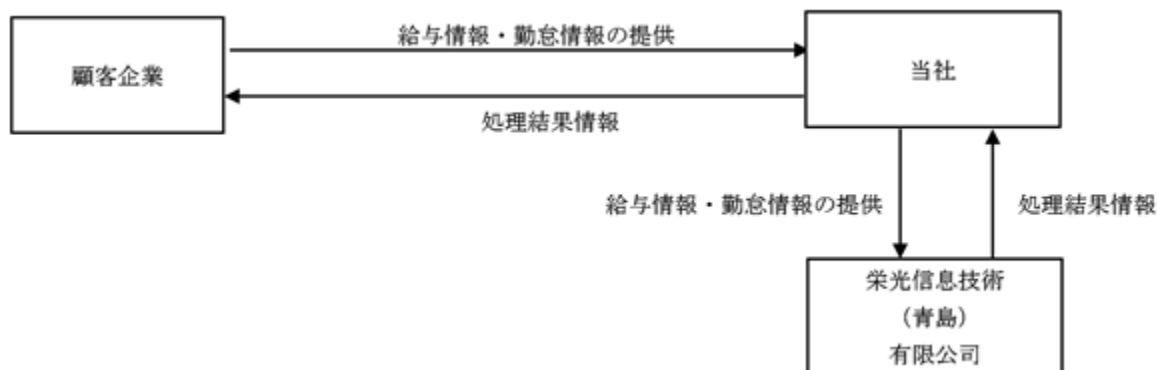 給与情報・勤怠情報の提供
顧客企業
当社
処理結果情報
給与情報・勤怠情報の提供
処理結果情報
栄光信息技術
（青島）
有限公司